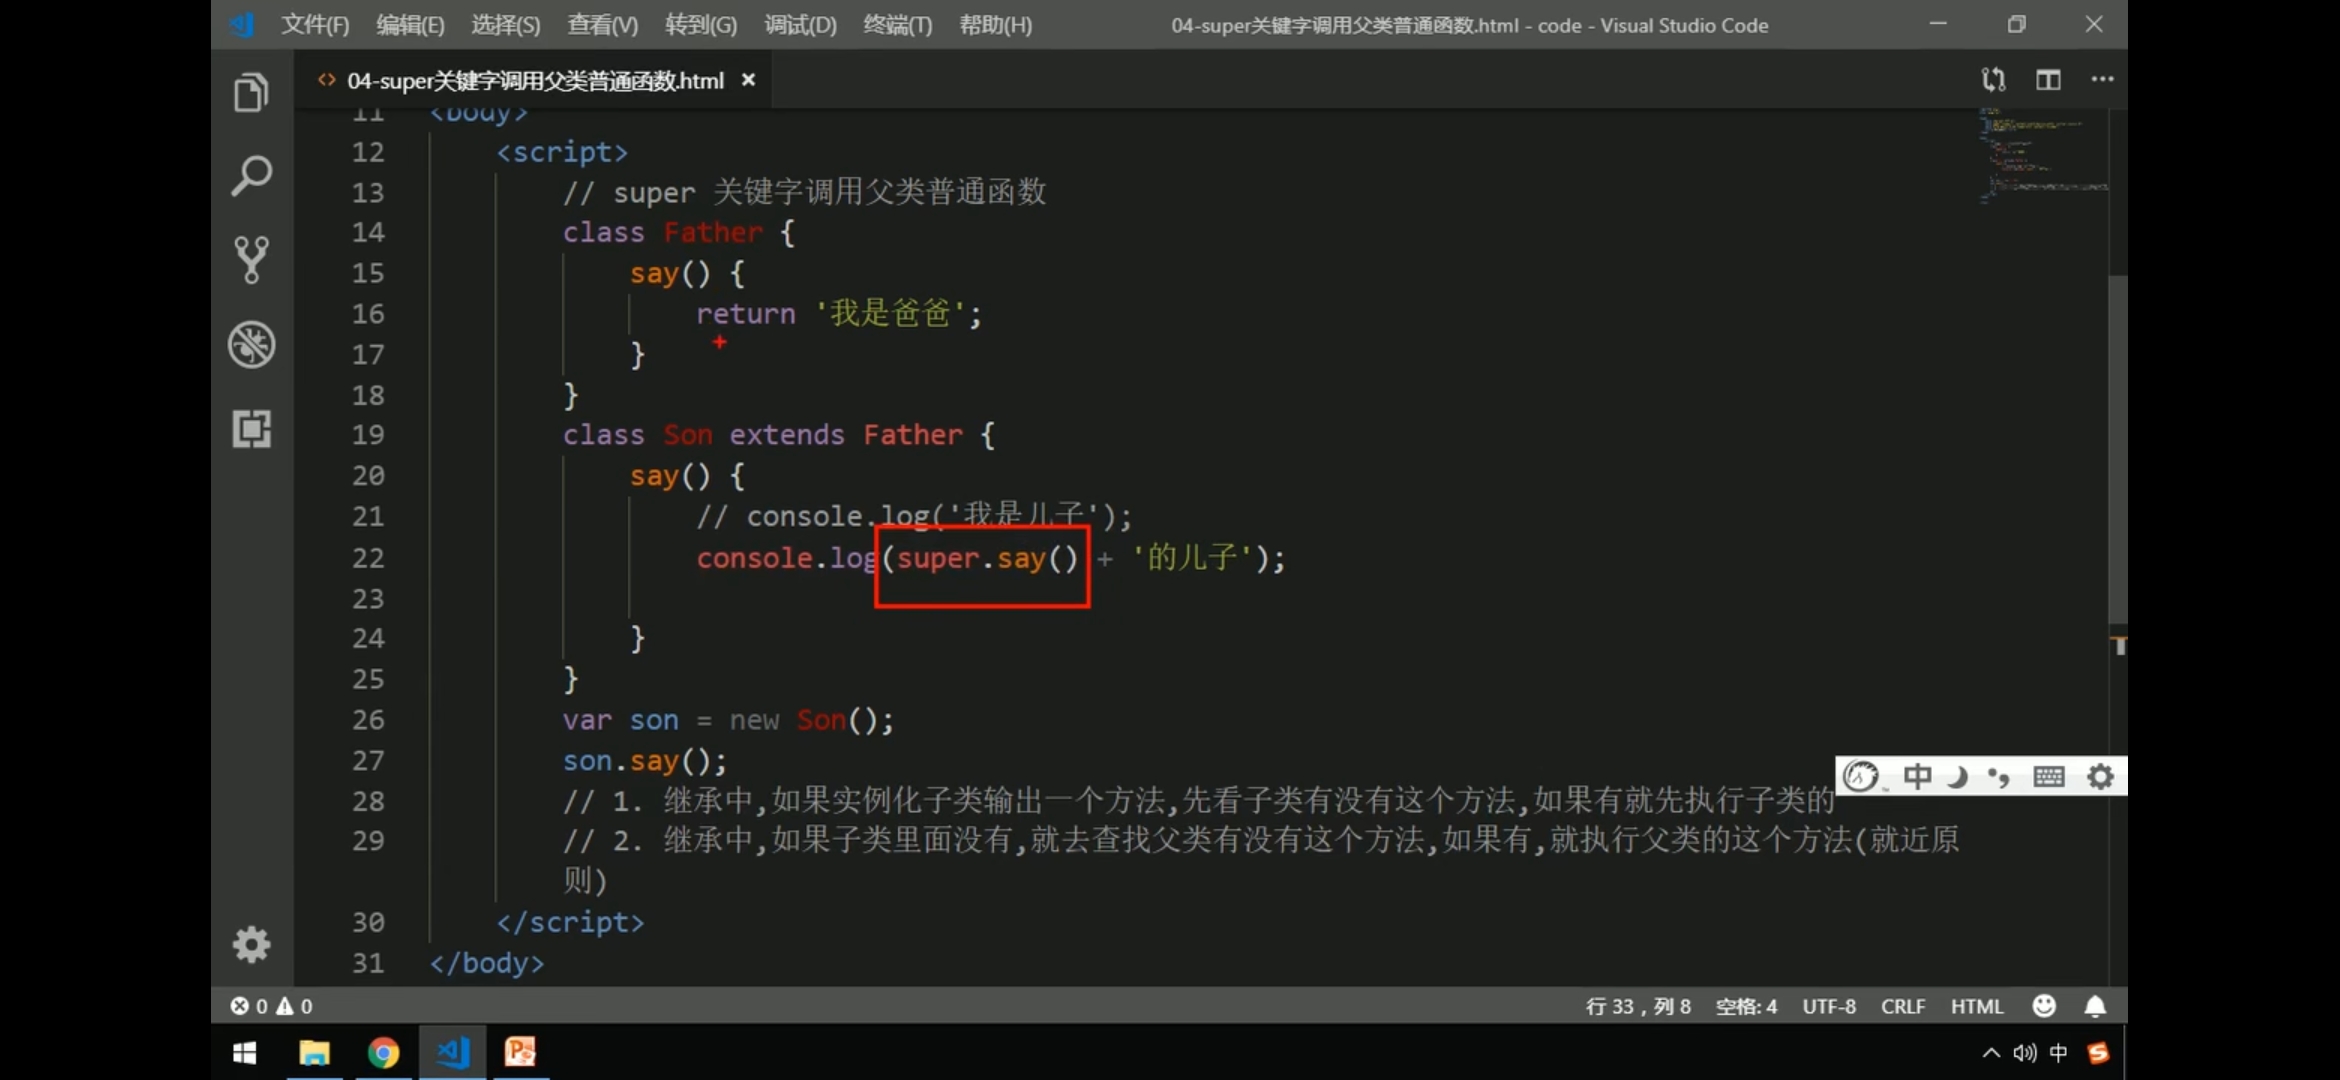 文件(F) 编辑(E) 选择(S) 查看(V) 转到(G) 调试(D) 终端(T) 帮助(H) 04-super关键字调用父类普通函数.html - code - Visual Studio Code
04-super关键字调用父类普通函数.html
11 <body>
12 <script>
13 // super 关键字调用父类普通函数
14 class Father {
15 say() {
16 return '我是爸爸';
17 }
18 }
19 class Son extends Father {
20 say() {
21 // console.log('我是儿子');
22 console.log(super.say() + '的儿子');
23
24 }
25 }
26 var son = new Son();
27 son.say();
28 // 1. 继承中,如果实例化子类输出一个方法,先看子类有没有这个方法,如果有就先执行子类的
29 // 2. 继承中,如果子类里面没有,就去查找父类有没有这个方法,如果有,就执行父类的这个方法(就近原
则)
30 </script>
31 </body>
中
0 0 行 33，列 8 空格: 4 UTF-8 CRLF HTML
中